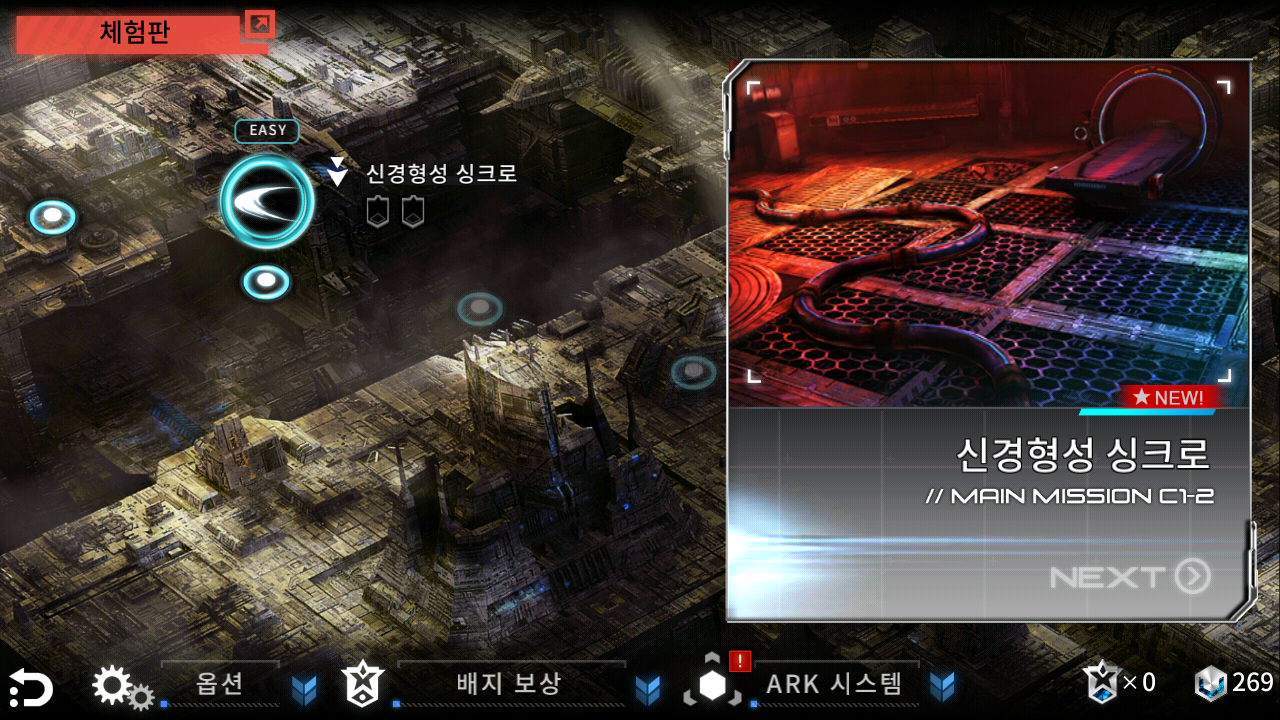 체험판
EASY
신경형성 싱크로
★ NEW!
신경형성 싱크로
// MAIN MISSION C1-2
NEXT
옵션
배지 보상
!
ARK 시스템
×0
269